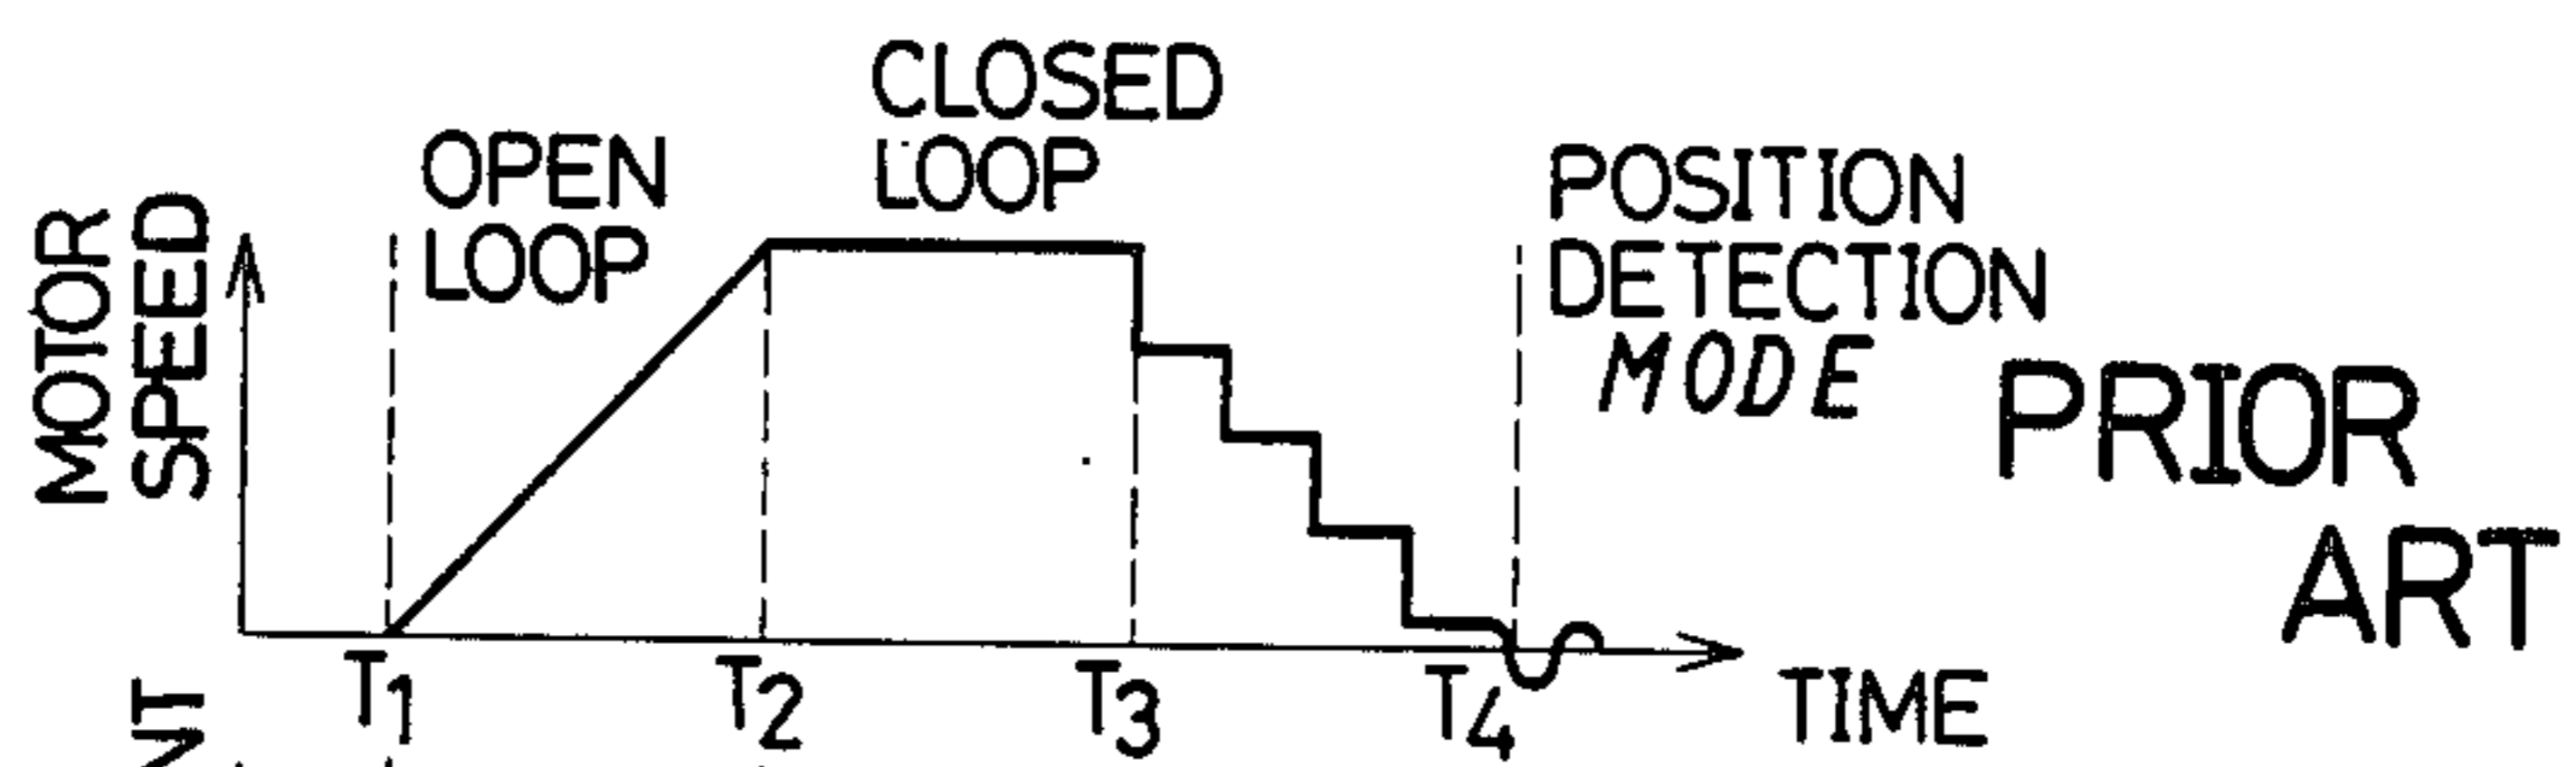 CLOSED
LOOP
OPEN
LOOP
POSITION
DETECTION
MODE
MOTOR
SPEED
PRIOR
ART
T1
T2
T3
T4
TIME